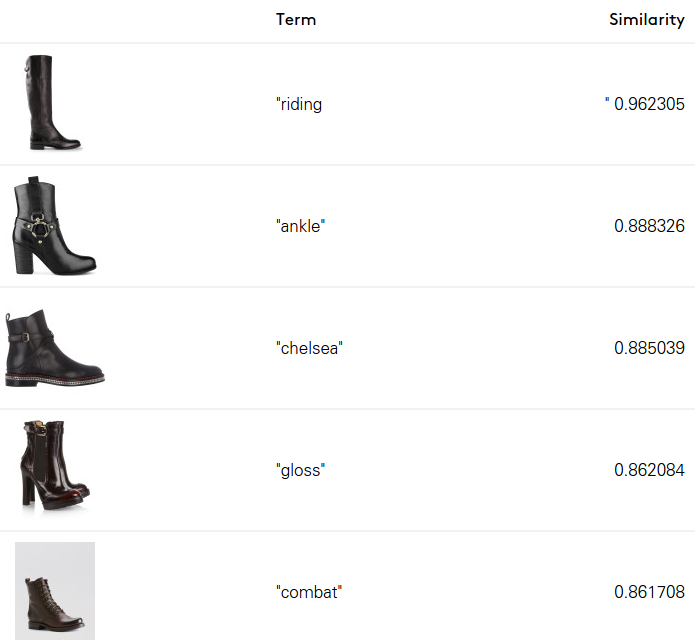 Term Similarity
"riding " 0.962305
"ankle" 0.888326
"chelsea" 0.885039
"gloss" 0.862084
"combat" 0.861708